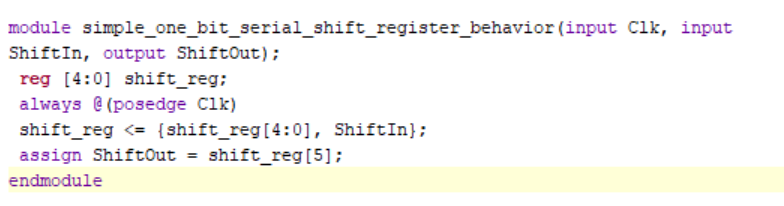 module simple_one_bit_serial_shift_register_behavior(input Clk, input
ShiftIn, output ShiftOut);
reg [4:0] shift_reg;
always @(posedge Clk)
shift_reg <= {shift_reg[4:0], ShiftIn};
assign ShiftOut = shift_reg[5];
endmodule